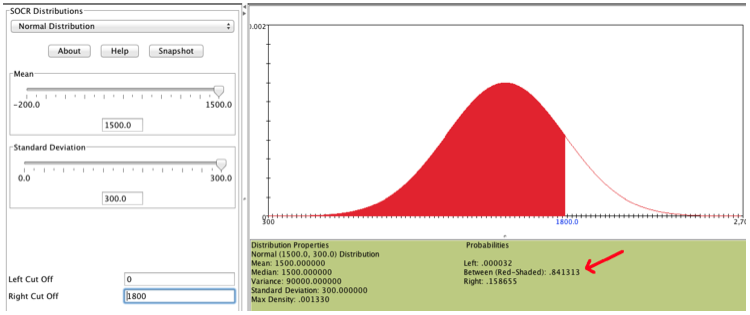 SOCR Distributions
Normal Distribution
About Help Snapshot
Mean
-200.0 1500.0
1500.0
Standard Deviation
0.0 300.0
300.0
Left Cut Off 0
Right Cut Off 1800
0.002
0
300 1800.0 2,70
Distribution Properties
Normal (1500.0, 300.0) Distribution
Mean: 1500.000000
Median: 1500.000000
Variance: 90000.000000
Standard Deviation: 300.000000
Max Density: .001330
Probabilities
Left: .000032
Between (Red-Shaded): .841313
Right: .158655